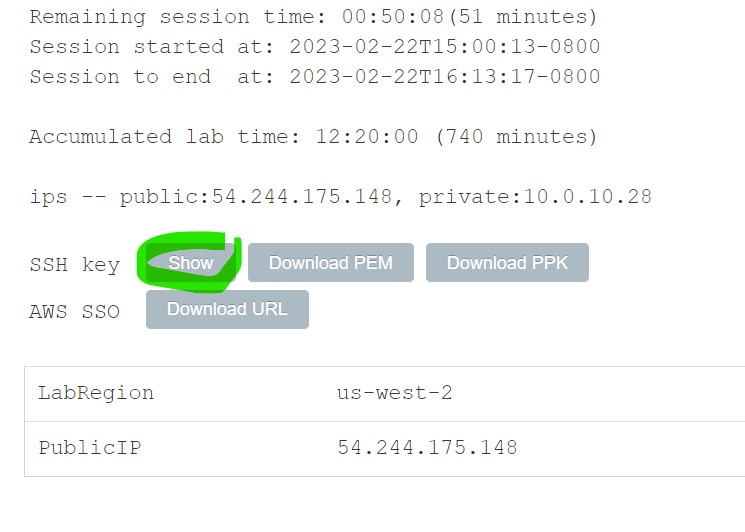 Remaining session time: 00:50:08(51 minutes)
Session started at: 2023-02-22T15:00:13-0800
Session to end  at: 2023-02-22T16:13:17-0800
Accumulated lab time: 12:20:00 (740 minutes)
ips -- public:54.244.175.148, private:10.0.10.28
SSH key Show Download PEM Download PPK
AWS SSO Download URL
LabRegion us-west-2
PublicIP 54.244.175.148